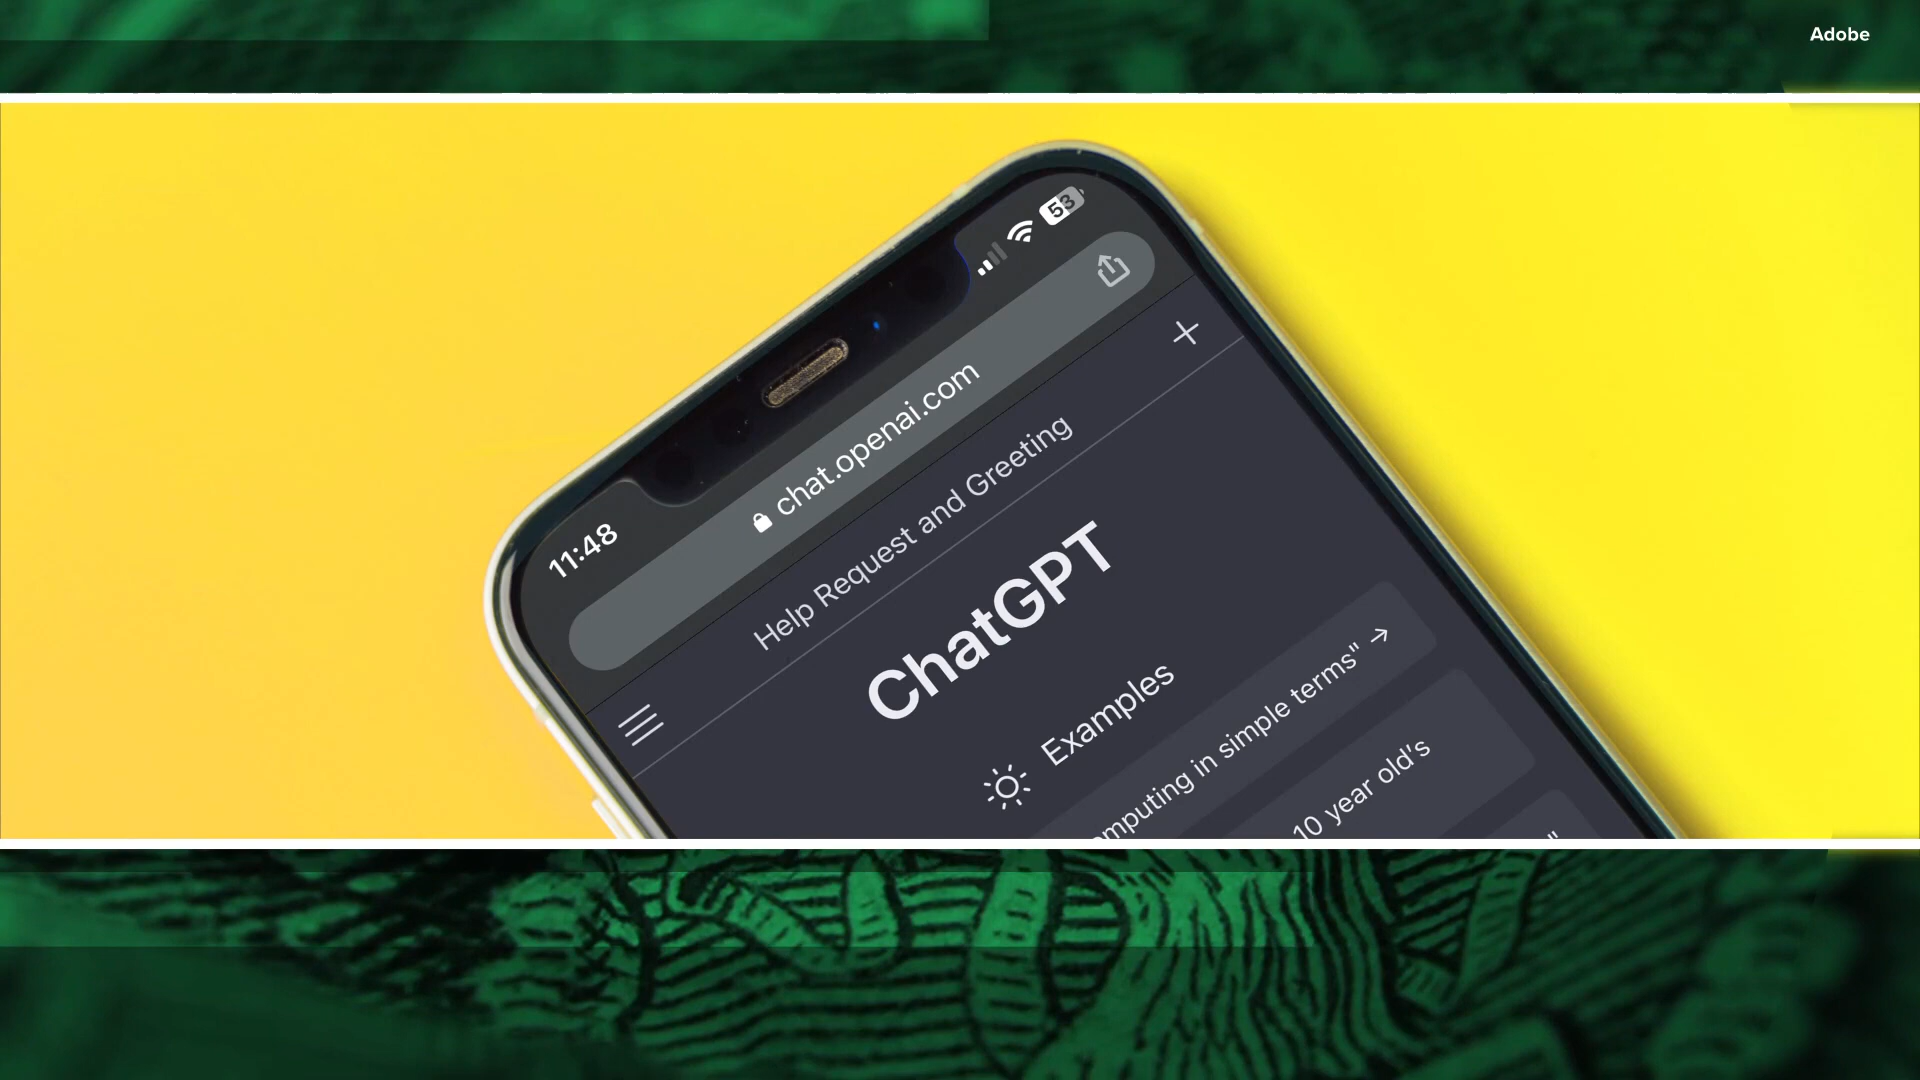 Adobe
53
11:48
chat.openai.com
Help Request and Greeting
ChatGPT
Examples
omputing in simple terms" →
10 year old's
"